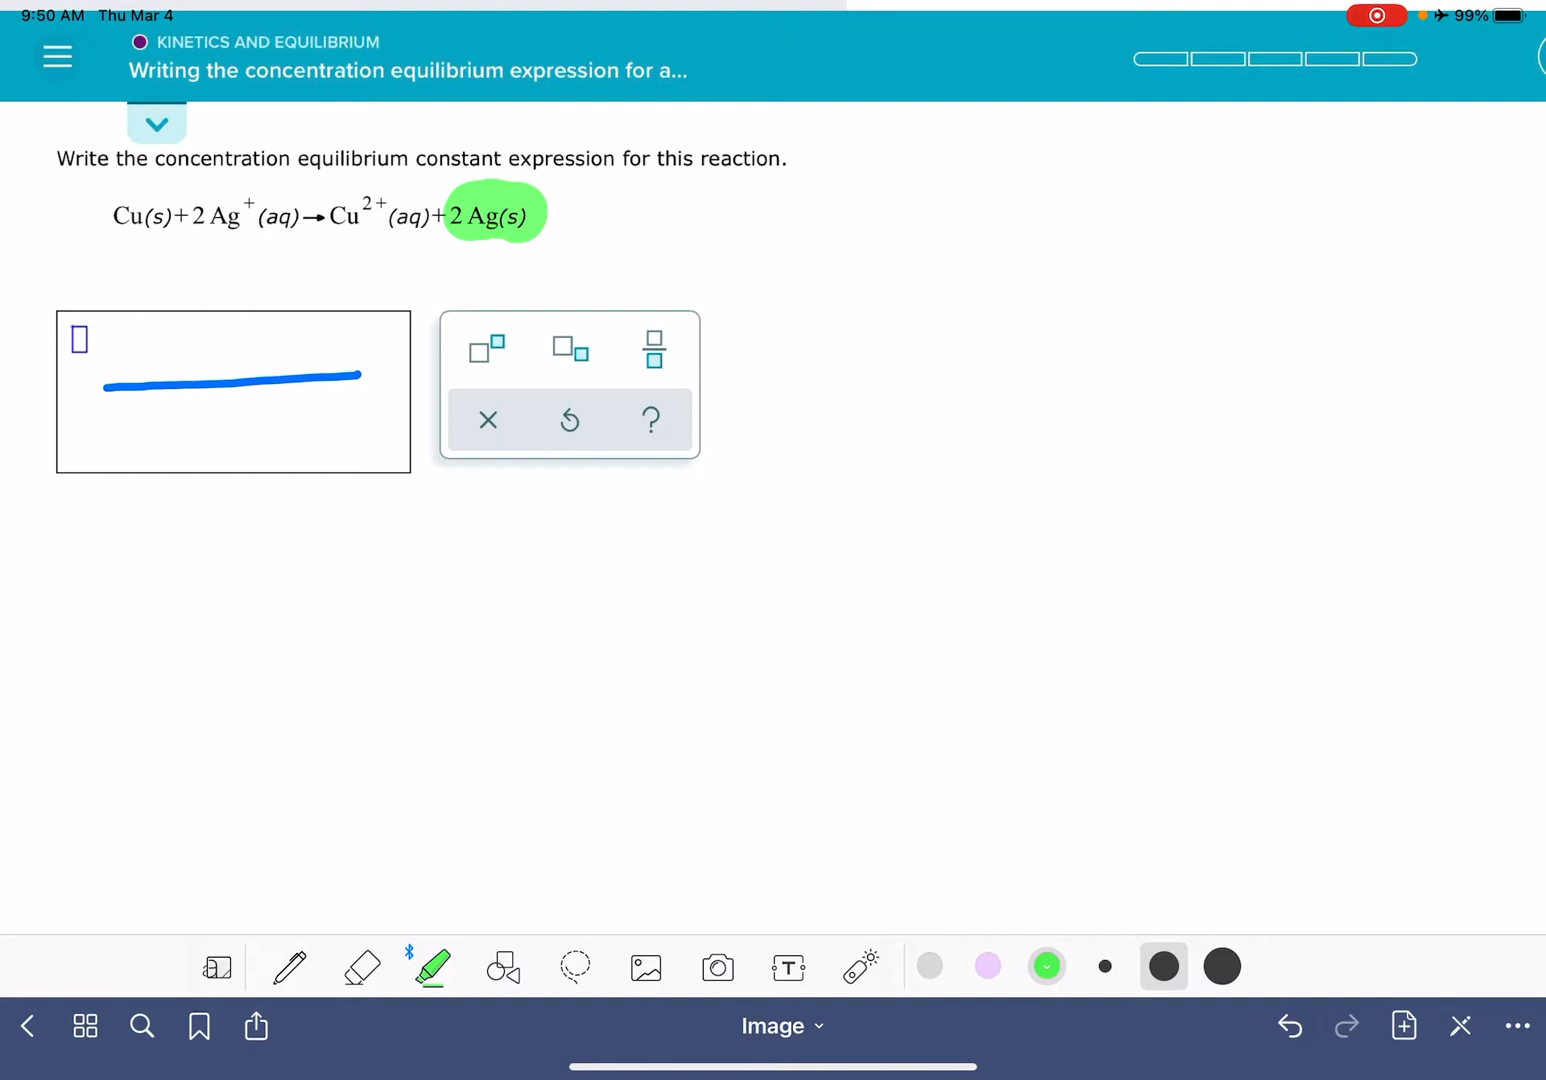 9:50 AM Thu Mar 4
99%
KINETICS AND EQUILIBRIUM
Writing the concentration equilibrium expression for a...
Write the concentration equilibrium constant expression for this reaction.
Cu(s)+2 Ag⁺(aq)→Cu²⁺(aq)+2 Ag(s)
?
a
T
Image